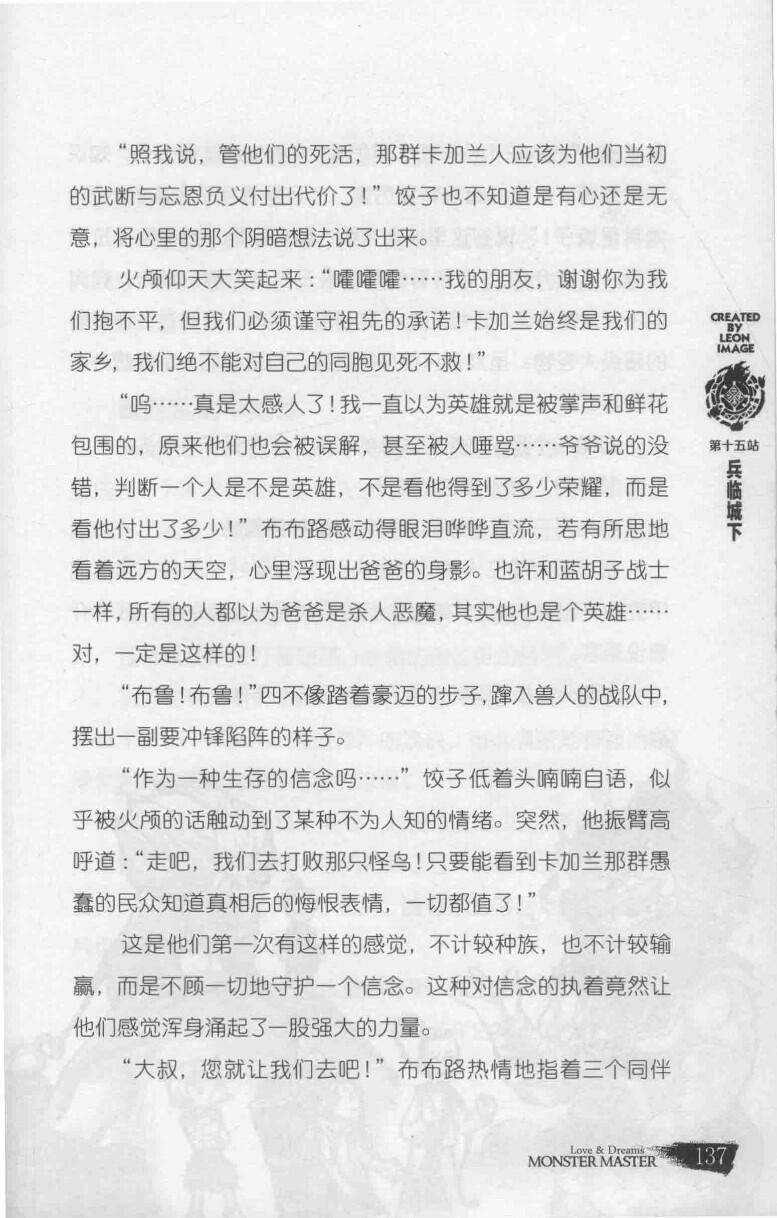 “照我说，管他们的死活，那群卡加兰人应该为他们当初
的武断与忘恩负义付出代价了！”饺子也不知道是有心还是无
意，将心里的那个阴暗想法说了出来。
火颅仰天大笑起来：“嚯嚯嚯……我的朋友，谢谢你为我
们抱不平，但我们必须谨守祖先的承诺！卡加兰始终是我们的
家乡，我们绝不能对自己的同胞见死不救！”
“呜……真是太感人了！我一直以为英雄就是被掌声和鲜花
包围的，原来他们也会被误解，甚至被人唾骂……爷爷说的没
错，判断一个人是不是英雄，不是看他得到了多少荣耀，而是
看他付出了多少！”布布路感动得眼泪哗哗直流，若有所思地
看着远方的天空，心里浮现出爸爸的身影。也许和蓝胡子战士
一样，所有的人都以为爸爸是杀人恶魔，其实他也是个英雄……
对，一定是这样的！
“布鲁！布鲁！”四不像踏着豪迈的步子，蹿入兽人的战队中，
摆出一副要冲锋陷阵的样子。
“作为一种生存的信念吗……”饺子低着头喃喃自语，似
乎被火颅的话触动到了某种不为人知的情绪。突然，他振臂高
呼道：“走吧，我们去打败那只怪鸟！只要能看到卡加兰那群愚
蠢的民众知道真相后的悔恨表情，一切都值了！”
这是他们第一次有这样的感觉，不计较种族，也不计较输
赢，而是不顾一切地守护一个信念。这种对信念的执着竟然让
他们感觉浑身涌起了一股强大的力量。
“大叔，您就让我们去吧！”布布路热情地指着三个同伴
CREATED
BY
LEON
IMAGE
第十五站
兵临城下
Love & Dreams
MONSTER MASTER
137